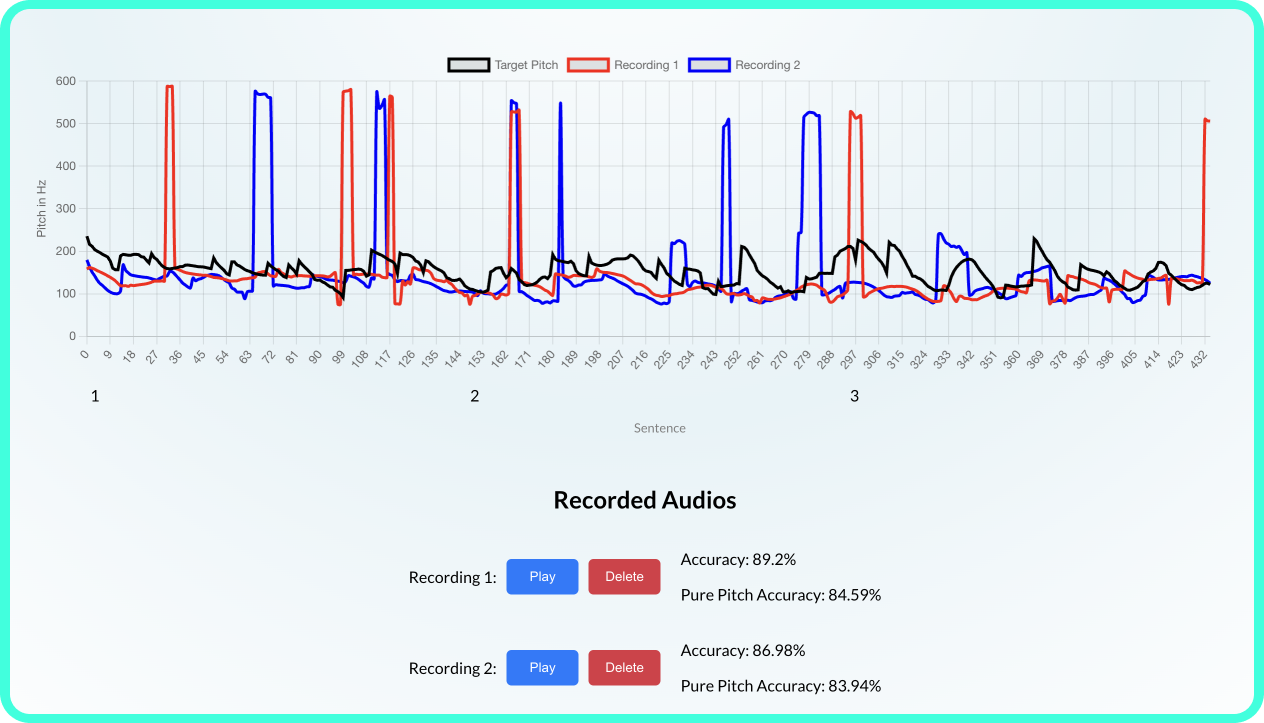 Target Pitch Recording 1 Recording 2
600
500
400
300
200
100
0
Pitch in Hz
0 9 18 27 36 45 54 63 72 81 90 99 108 117 126 135 144 153 162 171 180 189 198 207 216 225 234 243 252 261 270 279 288 297 306 315 324 333 342 351 360 369 378 387 396 405 414 423 432
1 2 3
Sentence
Recorded Audios
Accuracy: 89.2%
Recording 1: Play Delete
Pure Pitch Accuracy: 84.59%
Accuracy: 86.98%
Recording 2: Play Delete
Pure Pitch Accuracy: 83.94%